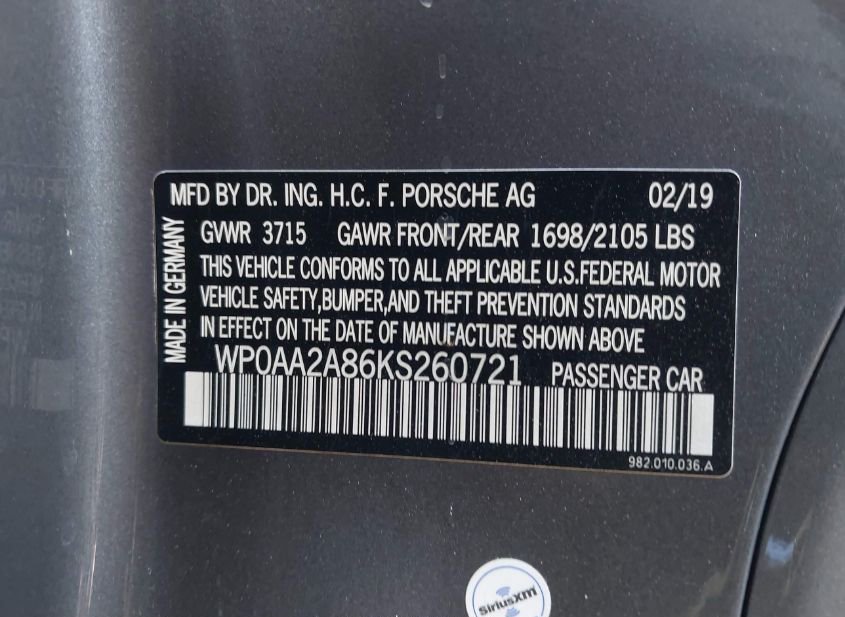 MFD BY DR. ING. H.C. F. PORSCHE AG 02/19
GVWR 3715 GAWR FRONT/REAR 1698/2105 LBS
THIS VEHICLE CONFORMS TO ALL APPLICABLE U.S.FEDERAL MOTOR
VEHICLE SAFETY,BUMPER,AND THEFT PREVENTION STANDARDS
IN EFFECT ON THE DATE OF MANUFACTURE SHOWN ABOVE
MADE IN GERMANY
WP0AA2A86KS260721 PASSENGER CAR
982.010.036.A
SiriusXM